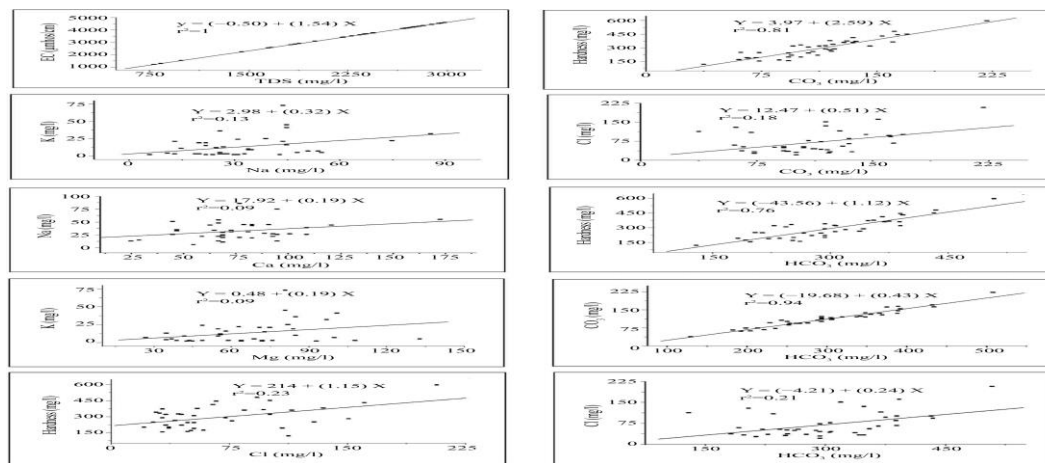 y = (−0.50) + (1.54) X
r²=1
EC (µmhos/cm)
5000
4000
3000
2000
1000
750 1500 2250 3000
TDS (mg/l)
Y = 2.98 + (0.32) X
r²=0.13
K (mg/l)
75
25
0
0 30 60 90
Na (mg/l)
Y = 17.92 + (0.19) X
r²=0.09
Na (mg/l)
100
75
50
25
0
25 50 75 100 125 150 175
Ca (mg/l)
Y = 0.48 + (0.19) X
r²=0.09
K (mg/l)
75
50
25
0
30 60 90 120 150
Mg (mg/l)
Y = 214 + (1.15) X
r²=0.23
Hardness (mg/l)
600
450
300
150
0 75 150 225
Cl (mg/l)
Y = 3.97 + (2.59) X
r²=0.81
Hardness (mg/l)
600
450
300
150
0 75 150 225
CO₃ (mg/l)
Y = 12.47 + (0.51) X
r²=0.18
Cl (mg/l)
225
150
75
0
75 150 225
CO₃ (mg/l)
Y = (−43.56) + (1.12) X
r²=0.76
Hardness (mg/l)
600
450
300
150
150 300 450
HCO₃ (mg/l)
Y = (−19.68) + (0.43) X
r²=0.94
CO₃ (mg/l)
225
150
75
0
100 200 300 400 500
HCO₃ (mg/l)
Y = (−4.21) + (0.24) X
r²=0.21
Cl (mg/l)
225
150
75
0
150 300 450
HCO₃ (mg/l)